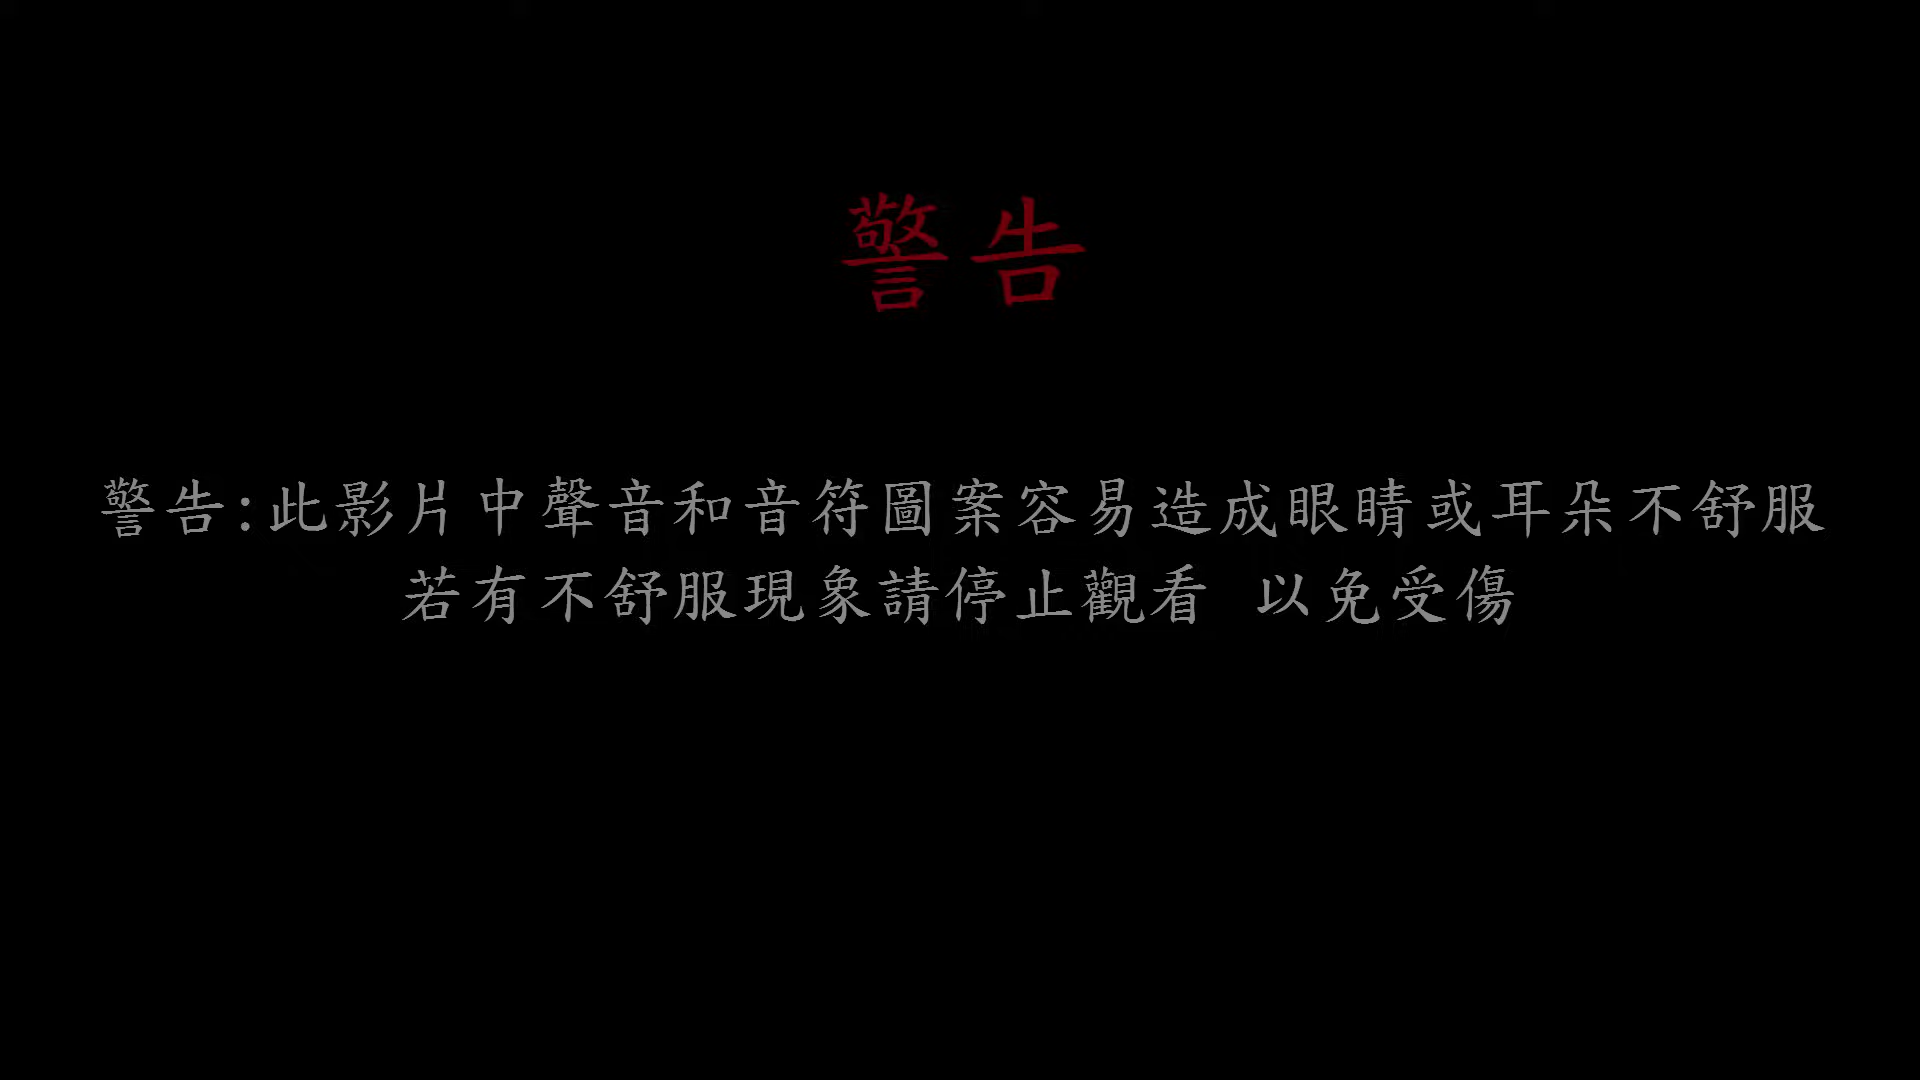 警告
警告:此影片中聲音和音符圖案容易造成眼睛或耳朵不舒服
若有不舒服現象請停止觀看 以免受傷